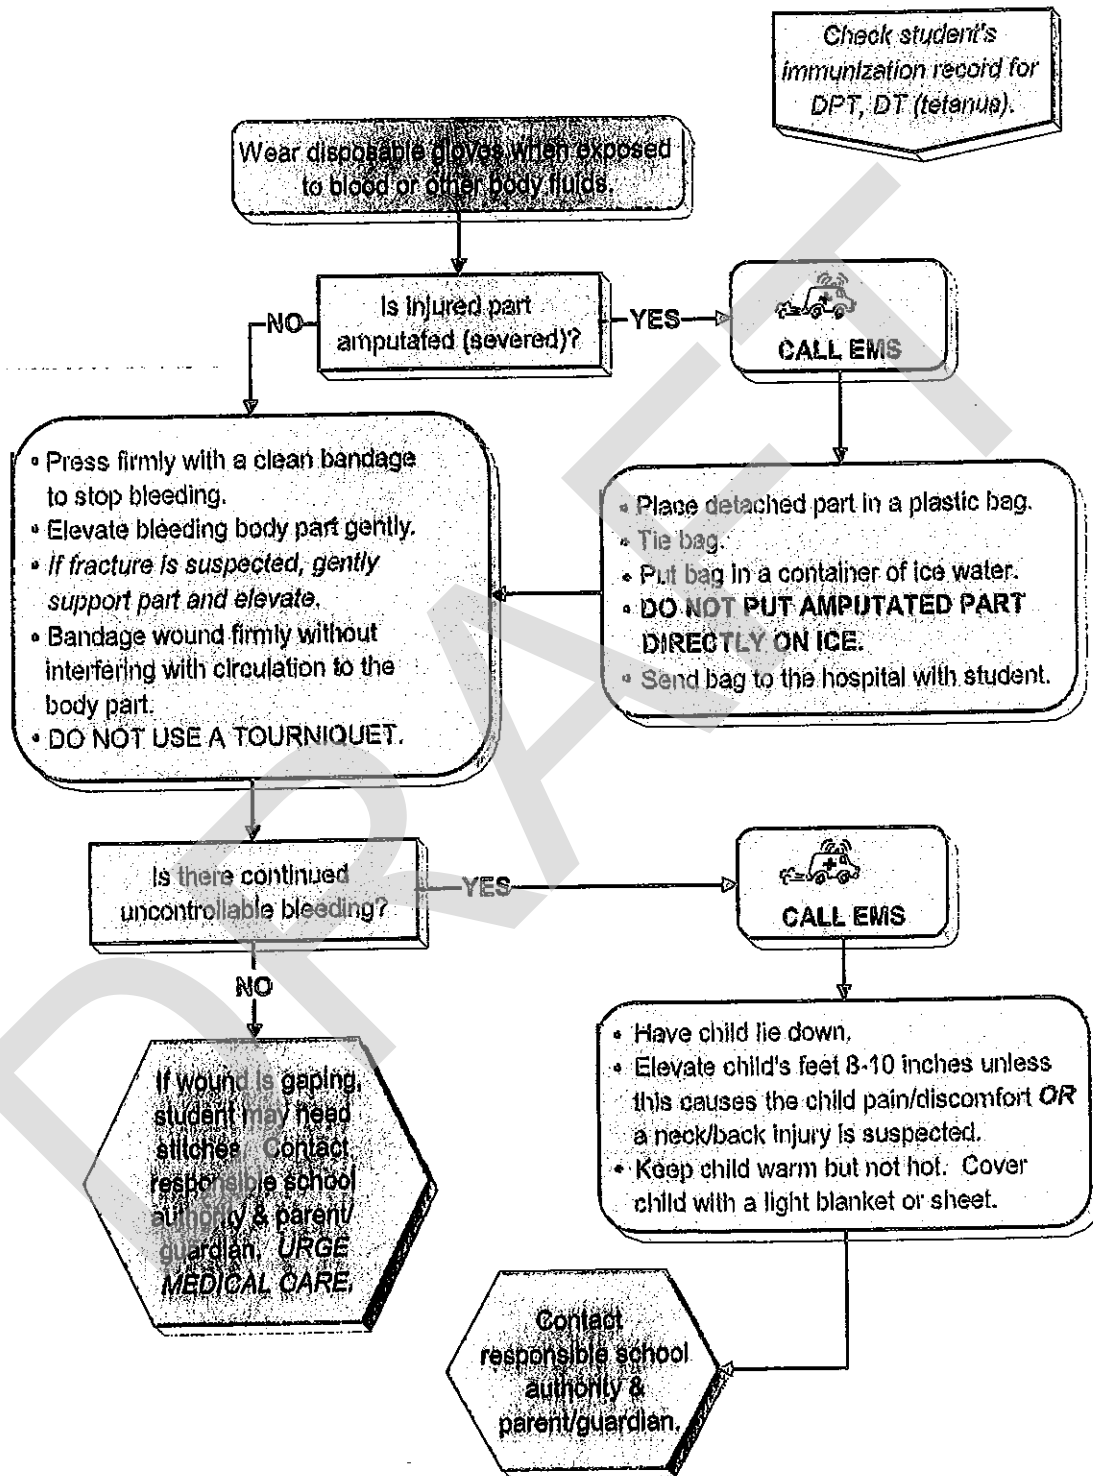 Check student's
immunization record for
DPT, DT (tetanus).
Wear disposable gloves when exposed
to blood or other body fluids.
Is injured part
amputated (severed)?
NO
YES
CALL EMS
• Press firmly with a clean bandage
to stop bleeding.
• Elevate bleeding body part gently.
• If fracture is suspected, gently
support part and elevate.
• Bandage wound firmly without
interfering with circulation to the
body part.
• DO NOT USE A TOURNIQUET.
• Place detached part in a plastic bag.
• Tie bag.
• Put bag in a container of ice water.
• DO NOT PUT AMPUTATED PART
DIRECTLY ON ICE.
• Send bag to the hospital with student.
Is there continued
uncontrollable bleeding?
YES
CALL EMS
NO
If wound is gaping,
student may need
stitches. Contact
responsible school
authority & parent/
guardian. URGE
MEDICAL CARE.
• Have child lie down.
• Elevate child's feet 8-10 inches unless
this causes the child pain/discomfort OR
a neck/back injury is suspected.
• Keep child warm but not hot. Cover
child with a light blanket or sheet.
Contact
responsible school
authority &
parent/guardian.
DRAFT